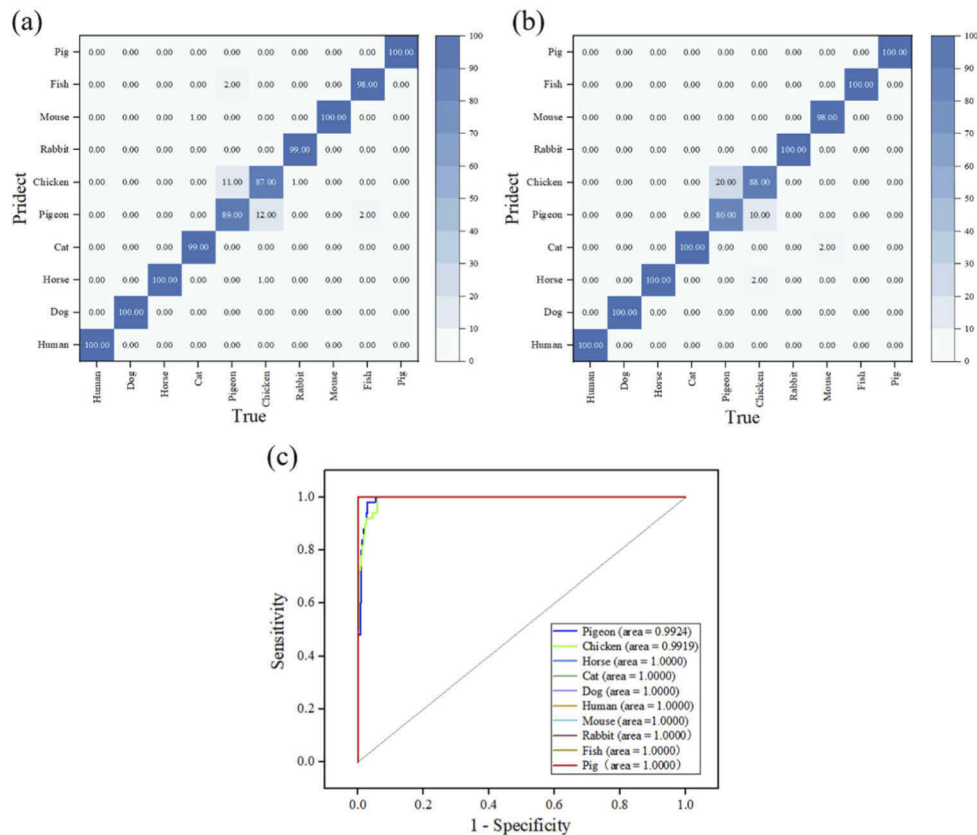 (a)
Pridect
Pig 0.00 0.00 0.00 0.00 0.00 0.00 0.00 0.00 0.00 100.00
Fish 0.00 0.00 0.00 0.00 2.00 0.00 0.00 0.00 98.00 0.00
Mouse 0.00 0.00 0.00 1.00 0.00 0.00 0.00 100.00 0.00 0.00
Rabbit 0.00 0.00 0.00 0.00 0.00 0.00 99.00 0.00 0.00 0.00
Chicken 0.00 0.00 0.00 0.00 11.00 87.00 1.00 0.00 0.00 0.00
Pigeon 0.00 0.00 0.00 0.00 89.00 12.00 0.00 0.00 2.00 0.00
Cat 0.00 0.00 0.00 99.00 0.00 0.00 0.00 0.00 0.00 0.00
Horse 0.00 0.00 100.00 0.00 0.00 1.00 0.00 0.00 0.00 0.00
Dog 0.00 100.00 0.00 0.00 0.00 0.00 0.00 0.00 0.00 0.00
Human 100.00 0.00 0.00 0.00 0.00 0.00 0.00 0.00 0.00 0.00
Human Dog Horse Cat Pigeon Chicken Rabbit Mouse Fish Pig
True
100
90
80
70
60
50
40
30
20
10
0
(b)
Pridect
Pig 0.00 0.00 0.00 0.00 0.00 0.00 0.00 0.00 0.00 100.00
Fish 0.00 0.00 0.00 0.00 0.00 0.00 0.00 0.00 100.00 0.00
Mouse 0.00 0.00 0.00 0.00 0.00 0.00 0.00 98.00 0.00 0.00
Rabbit 0.00 0.00 0.00 0.00 0.00 0.00 100.00 0.00 0.00 0.00
Chicken 0.00 0.00 0.00 0.00 20.00 88.00 0.00 0.00 0.00 0.00
Pigeon 0.00 0.00 0.00 0.00 80.00 10.00 0.00 0.00 0.00 0.00
Cat 0.00 0.00 0.00 100.00 0.00 0.00 0.00 2.00 0.00 0.00
Horse 0.00 0.00 100.00 0.00 0.00 2.00 0.00 0.00 0.00 0.00
Dog 0.00 100.00 0.00 0.00 0.00 0.00 0.00 0.00 0.00 0.00
Human 100.00 0.00 0.00 0.00 0.00 0.00 0.00 0.00 0.00 0.00
Human Dog Horse Cat Pigeon Chicken Rabbit Mouse Fish Pig
True
100
90
80
70
60
50
40
30
20
10
0
(c)
Sensitivity
1.0
0.8
0.6
0.4
0.2
0.0
Pigeon (area = 0.9924)
Chicken (area = 0.9919)
Horse (area = 1.0000)
Cat (area = 1.0000)
Dog (area = 1.0000)
Human (area = 1.0000)
Mouse (area =1.0000)
Rabbit (area = 1.0000）
Fish (area = 1.0000）
Pig（area = 1.0000）
0.0 0.2 0.4 0.6 0.8 1.0
1 - Specificity